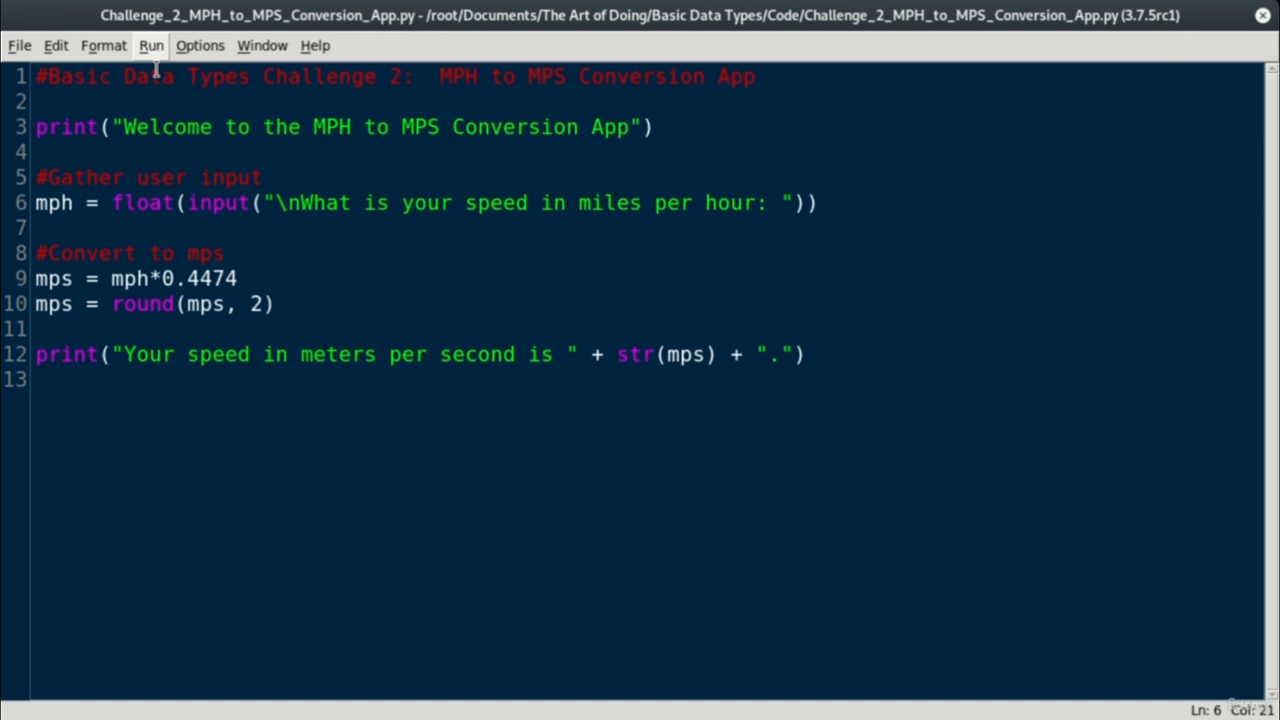 Challenge_2_MPH_to_MPS_Conversion_App.py - /root/Documents/The Art of Doing/Basic Data Types/Code/Challenge_2_MPH_to_MPS_Conversion_App.py (3.7.5rc1)
File Edit Format Run Options Window Help
1 #Basic Data Types Challenge 2:  MPH to MPS Conversion App
2
3 print("Welcome to the MPH to MPS Conversion App")
4
5 #Gather user input
6 mph = float(input("\nWhat is your speed in miles per hour: "))
7
8 #Convert to mps
9 mps = mph*0.4474
10 mps = round(mps, 2)
11
12 print("Your speed in meters per second is " + str(mps) + ".")
13
Ln: 6 Col: 21